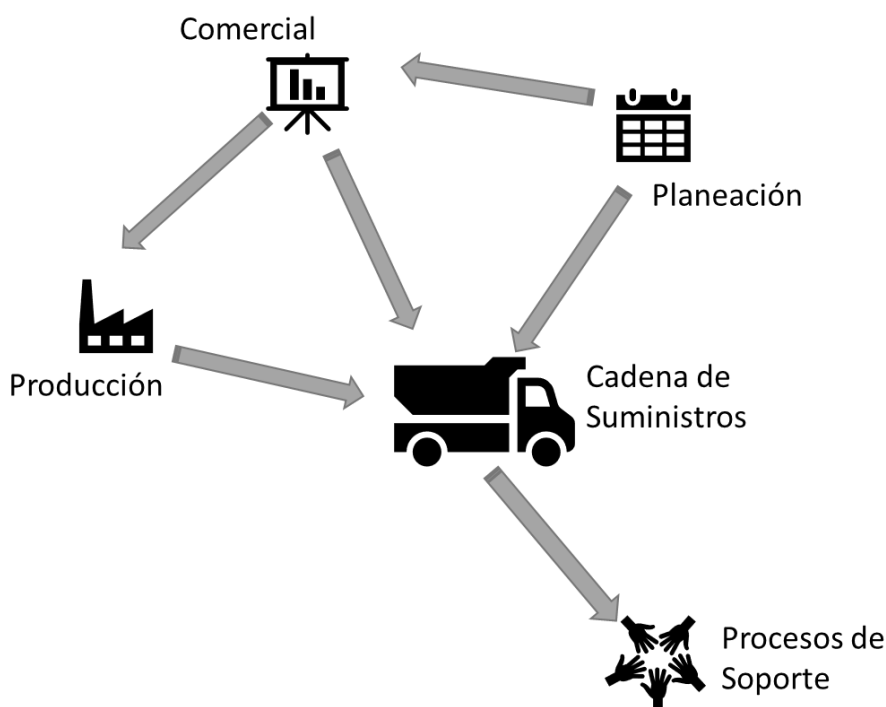 Comercial
Planeación
Producción
Cadena de
Suministros
Procesos de
Soporte